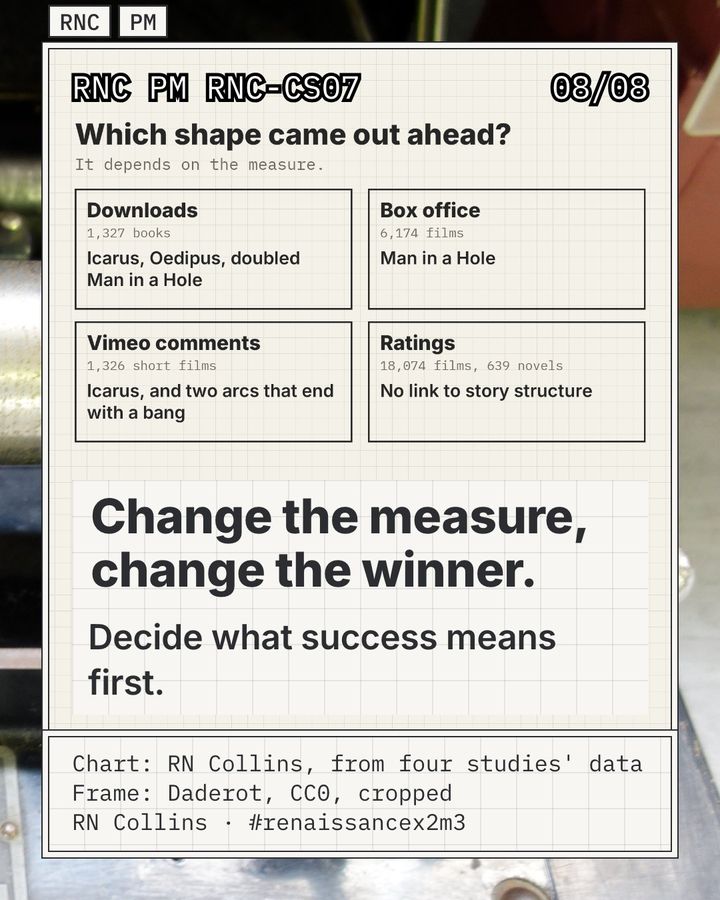 RNC PM
RNC PM RNC-CS07 08/08
Which shape came out ahead?
It depends on the measure.
Downloads
1,327 books
Icarus, Oedipus, doubled
Man in a Hole
Box office
6,174 films
Man in a Hole
Vimeo comments
1,326 short films
Icarus, and two arcs that end
with a bang
Ratings
18,074 films, 639 novels
No link to story structure
Change the measure,
change the winner.
Decide what success means
first.
Chart: RN Collins, from four studies' data
Frame: Daderot, CC0, cropped
RN Collins · #renaissancex2m3